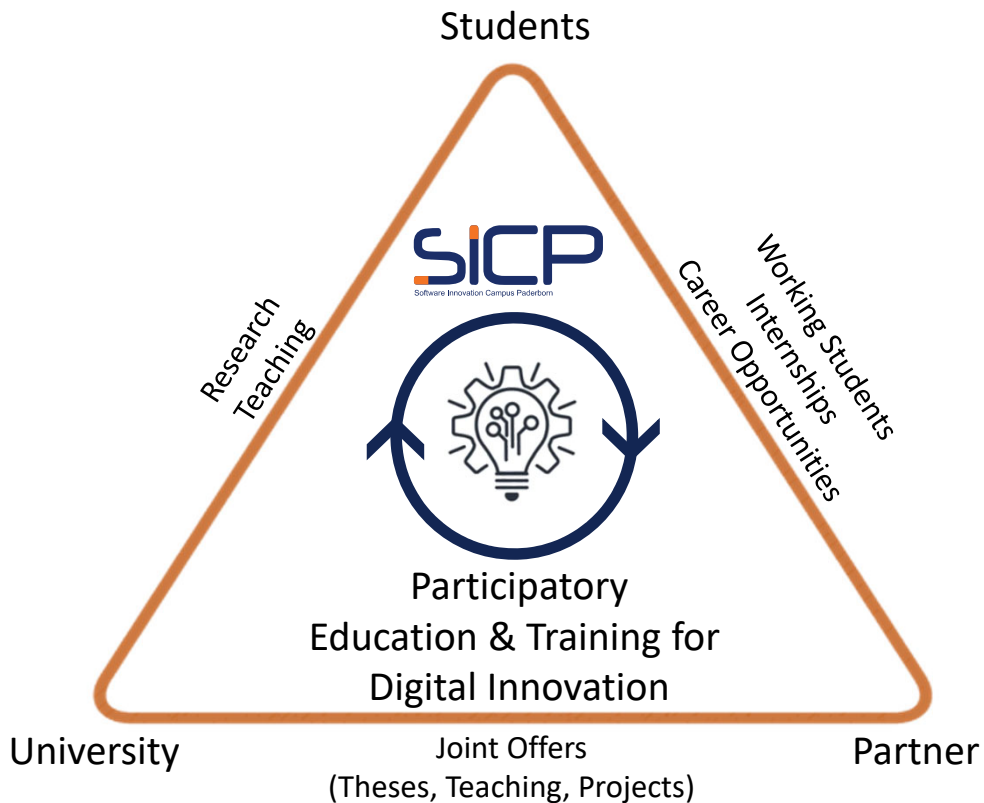 Students
SICP
Software Innovation Campus Paderborn
Research
Teaching
Working Students
Internships
Career Opportunities
Participatory
Education & Training for
Digital Innovation
University
Joint Offers
(Theses, Teaching, Projects)
Partner